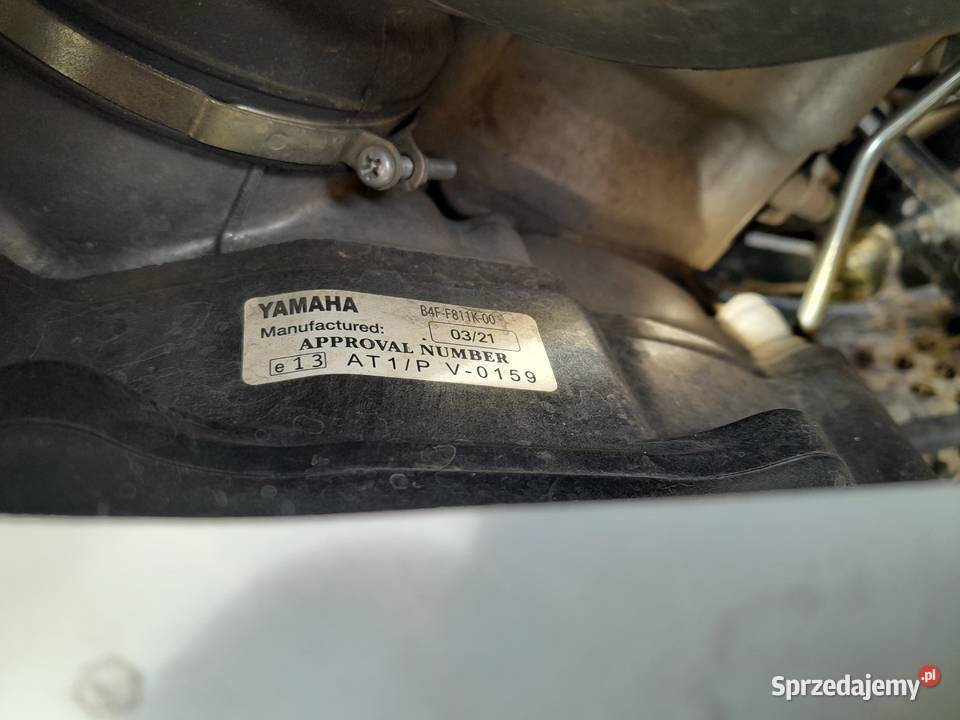 YAMAHA B4F-F811K-00
Manufactured: 03/21
APPROVAL NUMBER
e13 AT1/P V-0159
Sprzedajemy.pl